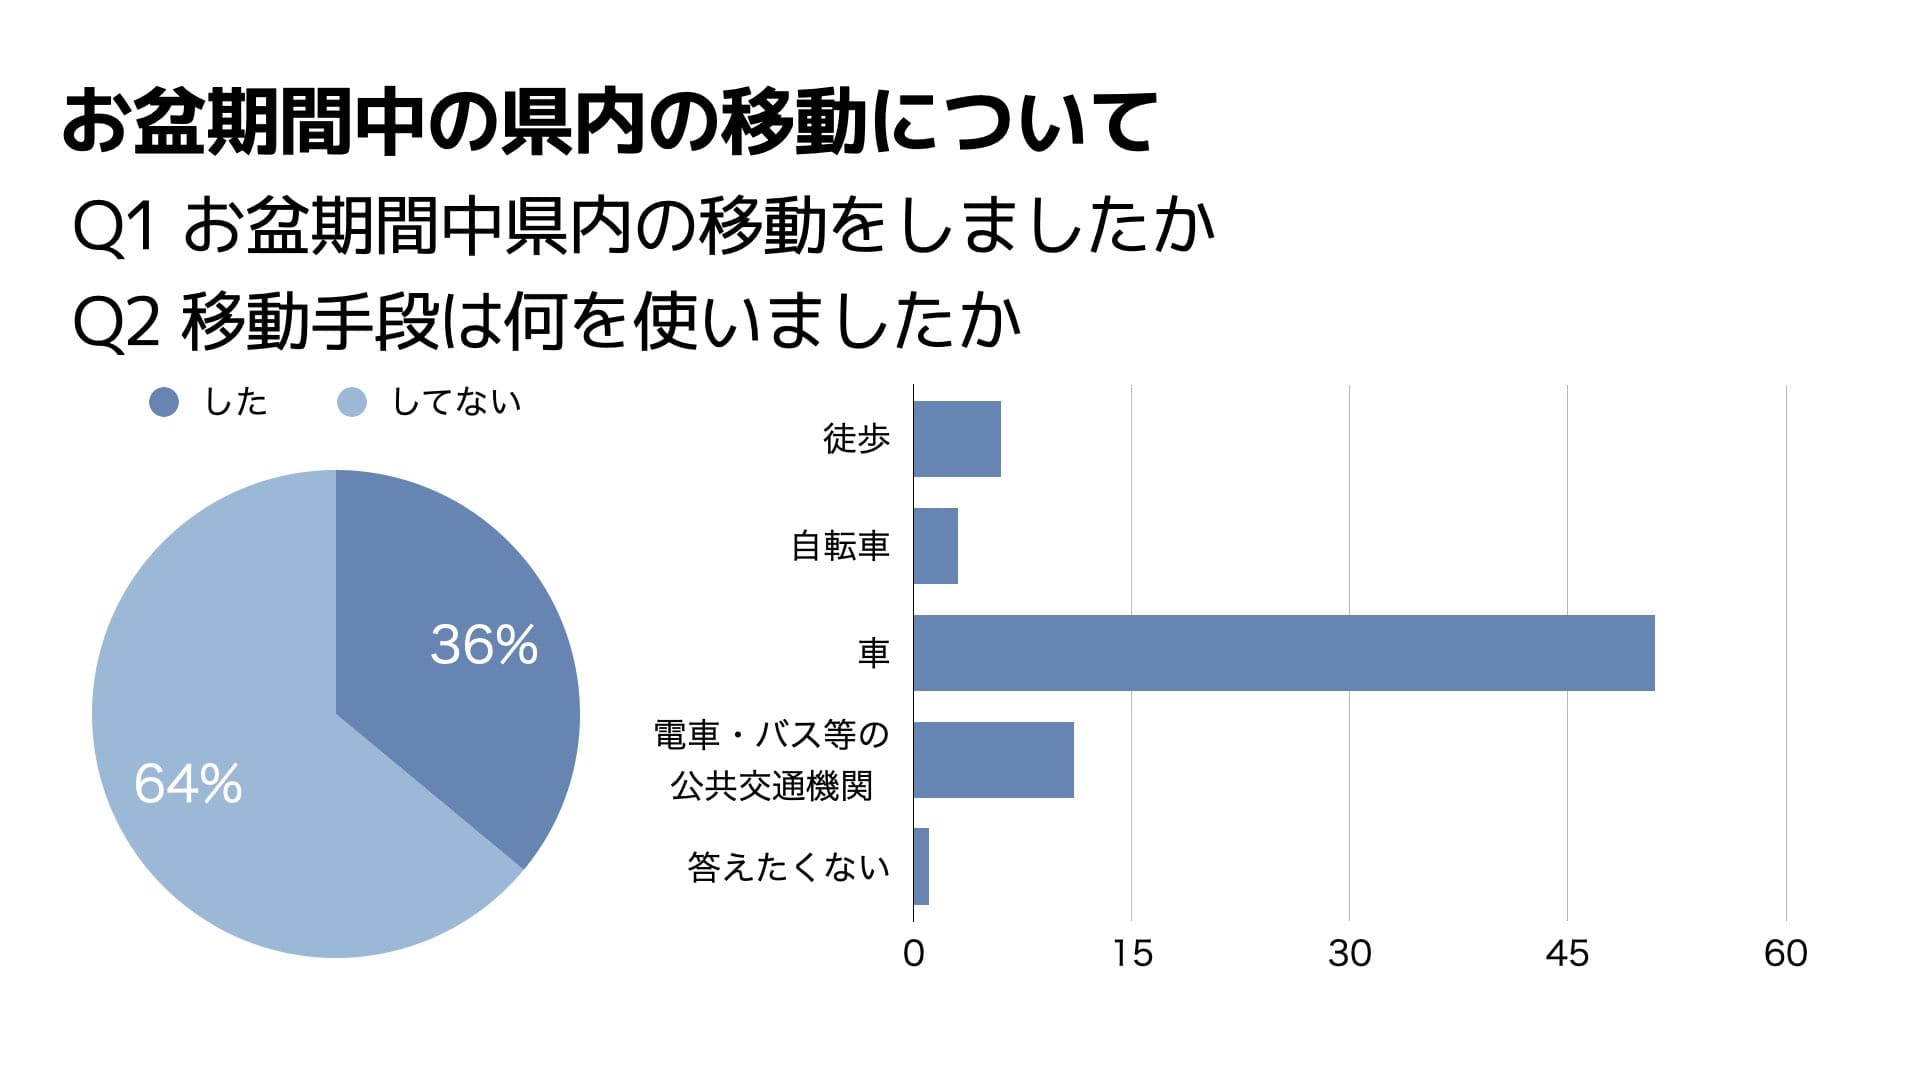 お盆期間中の県内の移動について
Q1 お盆期間中県内の移動をしましたか
Q2 移動手段は何を使いましたか
した
してない
36%
64%
徒歩
自転車
車
電車・バス等の
公共交通機関
答えたくない
0
15
30
45
60